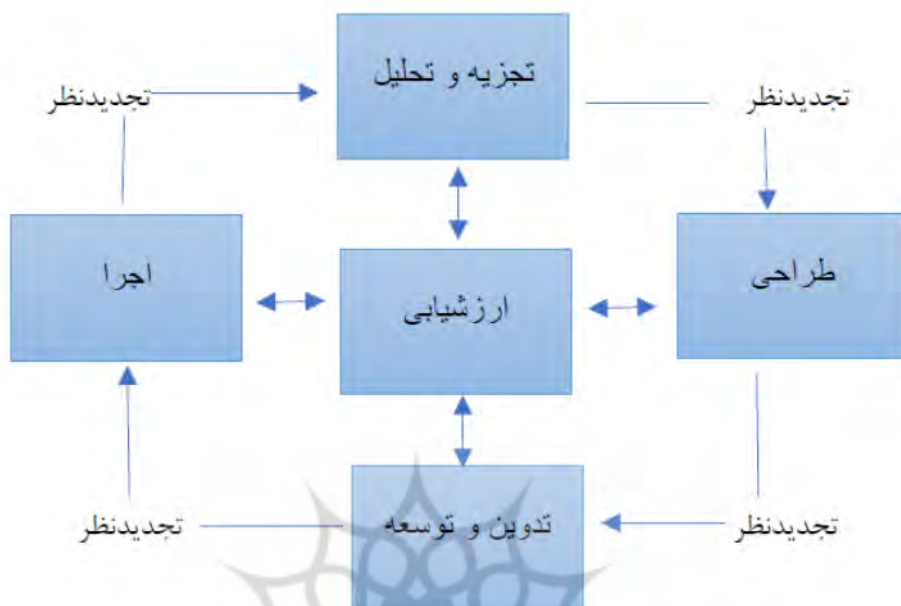 تجزیه و تحلیل
تجدیدنظر
تجدیدنظر
طراحی
ارزشیابی
اجرا
تدوین و توسعه
تجدیدنظر
تجدیدنظر